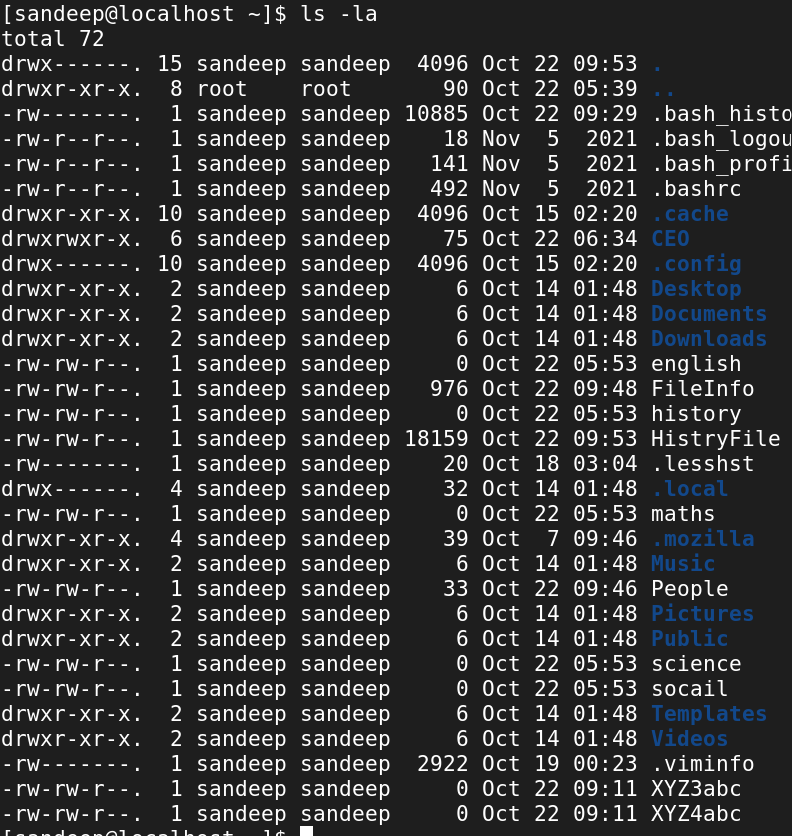 [sandeep@localhost ~]$ ls -la
total 72
drwx------. 15 sandeep sandeep  4096 Oct 22 09:53 .
drwxr-xr-x.  8 root    root       90 Oct 22 05:39 ..
-rw-------.  1 sandeep sandeep 10885 Oct 22 09:29 .bash_histo
-rw-r--r--.  1 sandeep sandeep    18 Nov  5  2021 .bash_logou
-rw-r--r--.  1 sandeep sandeep   141 Nov  5  2021 .bash_profi
-rw-r--r--.  1 sandeep sandeep   492 Nov  5  2021 .bashrc
drwxr-xr-x. 10 sandeep sandeep  4096 Oct 15 02:20 .cache
drwxrwxr-x.  6 sandeep sandeep    75 Oct 22 06:34 CEO
drwx------. 10 sandeep sandeep  4096 Oct 15 02:20 .config
drwxr-xr-x.  2 sandeep sandeep     6 Oct 14 01:48 Desktop
drwxr-xr-x.  2 sandeep sandeep     6 Oct 14 01:48 Documents
drwxr-xr-x.  2 sandeep sandeep     6 Oct 14 01:48 Downloads
-rw-rw-r--.  1 sandeep sandeep     0 Oct 22 05:53 english
-rw-rw-r--.  1 sandeep sandeep   976 Oct 22 09:48 FileInfo
-rw-rw-r--.  1 sandeep sandeep     0 Oct 22 05:53 history
-rw-rw-r--.  1 sandeep sandeep 18159 Oct 22 09:53 HistryFile
-rw-------.  1 sandeep sandeep    20 Oct 18 03:04 .lesshst
drwx------.  4 sandeep sandeep    32 Oct 14 01:48 .local
-rw-rw-r--.  1 sandeep sandeep     0 Oct 22 05:53 maths
drwxr-xr-x.  4 sandeep sandeep    39 Oct  7 09:46 .mozilla
drwxr-xr-x.  2 sandeep sandeep     6 Oct 14 01:48 Music
-rw-rw-r--.  1 sandeep sandeep    33 Oct 22 09:46 People
drwxr-xr-x.  2 sandeep sandeep     6 Oct 14 01:48 Pictures
drwxr-xr-x.  2 sandeep sandeep     6 Oct 14 01:48 Public
-rw-rw-r--.  1 sandeep sandeep     0 Oct 22 05:53 science
-rw-rw-r--.  1 sandeep sandeep     0 Oct 22 05:53 socail
drwxr-xr-x.  2 sandeep sandeep     6 Oct 14 01:48 Templates
drwxr-xr-x.  2 sandeep sandeep     6 Oct 14 01:48 Videos
-rw-------.  1 sandeep sandeep  2922 Oct 19 00:23 .viminfo
-rw-rw-r--.  1 sandeep sandeep     0 Oct 22 09:11 XYZ3abc
-rw-rw-r--.  1 sandeep sandeep     0 Oct 22 09:11 XYZ4abc
[sandeep@localhost ~]$